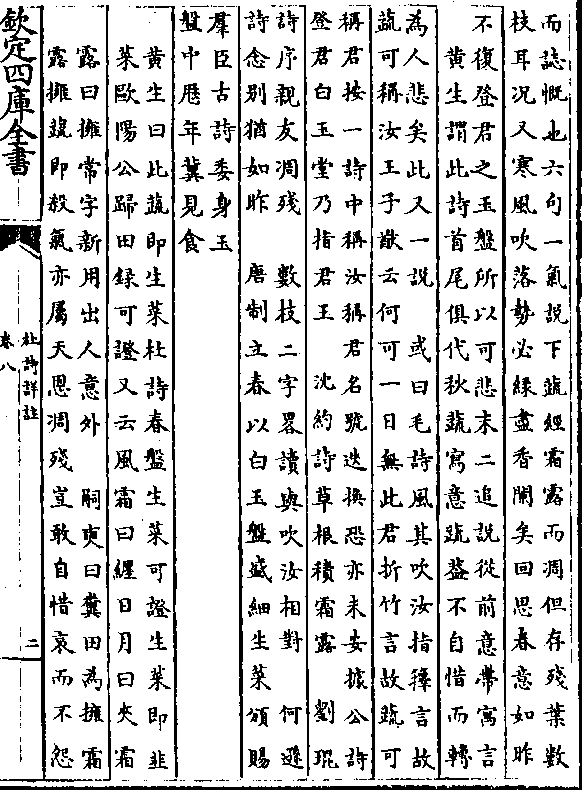 而誌慨也六句一氣說下蔬經霜露而凋但存殘葉數
枝耳況又寒風吹落勢必綠盡香闌矣回思春意如昨
不復登君之玉盤所以可悲末二追說從前意帶寓言
黄生謂此詩首尾俱代秋蔬寫意蔬葢不自惜而轉
為人悲矣此又一說　或曰毛詩風其吹汝指籜言故
蔬可稱汝王子猷云何可一日無此君折竹言故蔬可
稱君按一詩中稱汝稱君名號迭換恐亦未妥據公詩
登君白玉堂乃指君王　沈約詩草根積霜露　劉琨
詩序親友凋殘　數枝二字畧讀與吹汝相對　何遜
詩念别猶如昨　唐制立春以白玉盤盛細生菜頒賜
羣臣古詩委身玉
盤中歴年冀見食
黄生曰此蔬即生菜杜詩春盤生菜可證生菜即韭
菜歐陽公歸田録可證又云風霜曰纒日月曰夾霜
露曰擁常字新用出人意外　嗣奭曰糞田為擁霜
露擁蔬即殺氣亦屬天恩凋殘豈敢自惜哀而不怨
欽定四庫全書
杜詩詳註
卷八
二